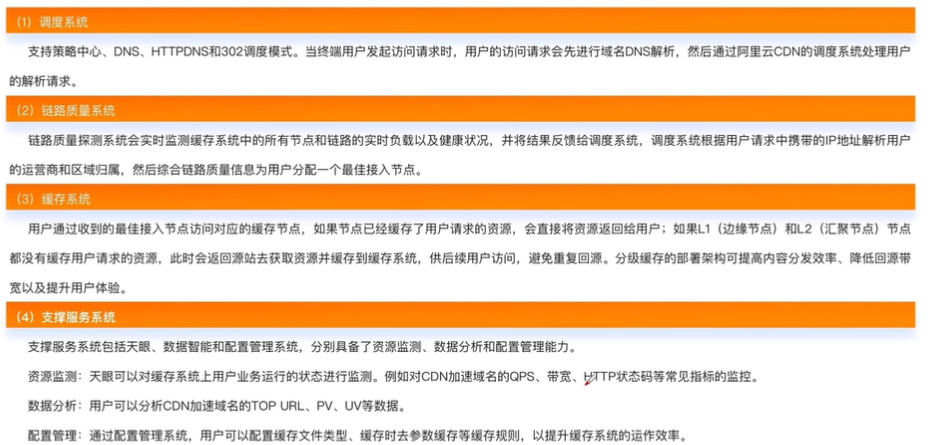 （1）调度系统
支持策略中心、DNS、HTTPDNS和302调度模式。当终端用户发起访问请求时，用户的访问请求会先进行域名DNS解析，然后通过阿里云CDN的调度系统处理用户
的解析请求。
（2）链路质量系统
链路质量探测系统会实时监测缓存系统中的所有节点和链路的实时负载以及健康状况，并将结果反馈给调度系统，调度系统根据用户请求中携带的IP地址解析用户
的运营商和区域归属，然后综合链路质量信息为用户分配一个最佳接入节点。
（3）缓存系统
用户通过收到的最佳接入节点访问对应的缓存节点，如果节点已经缓存了用户请求的资源，会直接将资源返回给用户；如果L1（边缘节点）和L2（汇聚节点）节点
都没有缓存用户请求的资源，此时会返回源站去获取资源并缓存到缓存系统，供后续用户访问，避免重复回源。分级缓存的部署架构可提高内容分发效率、降低回源带
宽以及提升用户体验。
（4）支撑服务系统
支撑服务系统包括天眼、数据智能和配置管理系统，分别具备了资源监测、数据分析和配置管理能力。
资源监测：天眼可以对缓存系统上用户业务运行的状态进行监测。例如对CDN加速域名的QPS、带宽、HTTP状态码等常见指标的监控。
数据分析：用户可以分析CDN加速域名的TOP URL、PV、UV等数据。
配置管理：通过配置管理系统，用户可以配置缓存文件类型、缓存时去参数缓存等缓存规则，以提升缓存系统的运作效率。